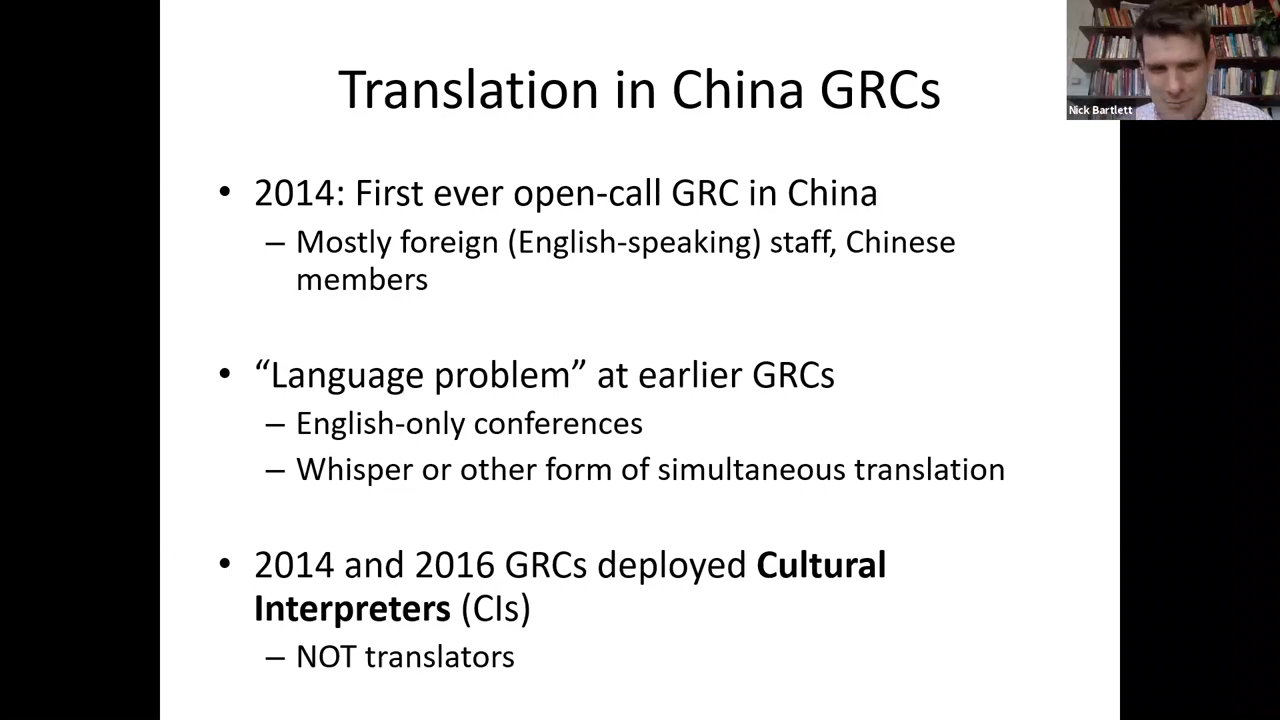 Translation in China GRCs
Nick Bartlett
• 2014: First ever open-call GRC in China
– Mostly foreign (English-speaking) staff, Chinese
members
• “Language problem” at earlier GRCs
– English-only conferences
– Whisper or other form of simultaneous translation
• 2014 and 2016 GRCs deployed Cultural
Interpreters (CIs)
– NOT translators